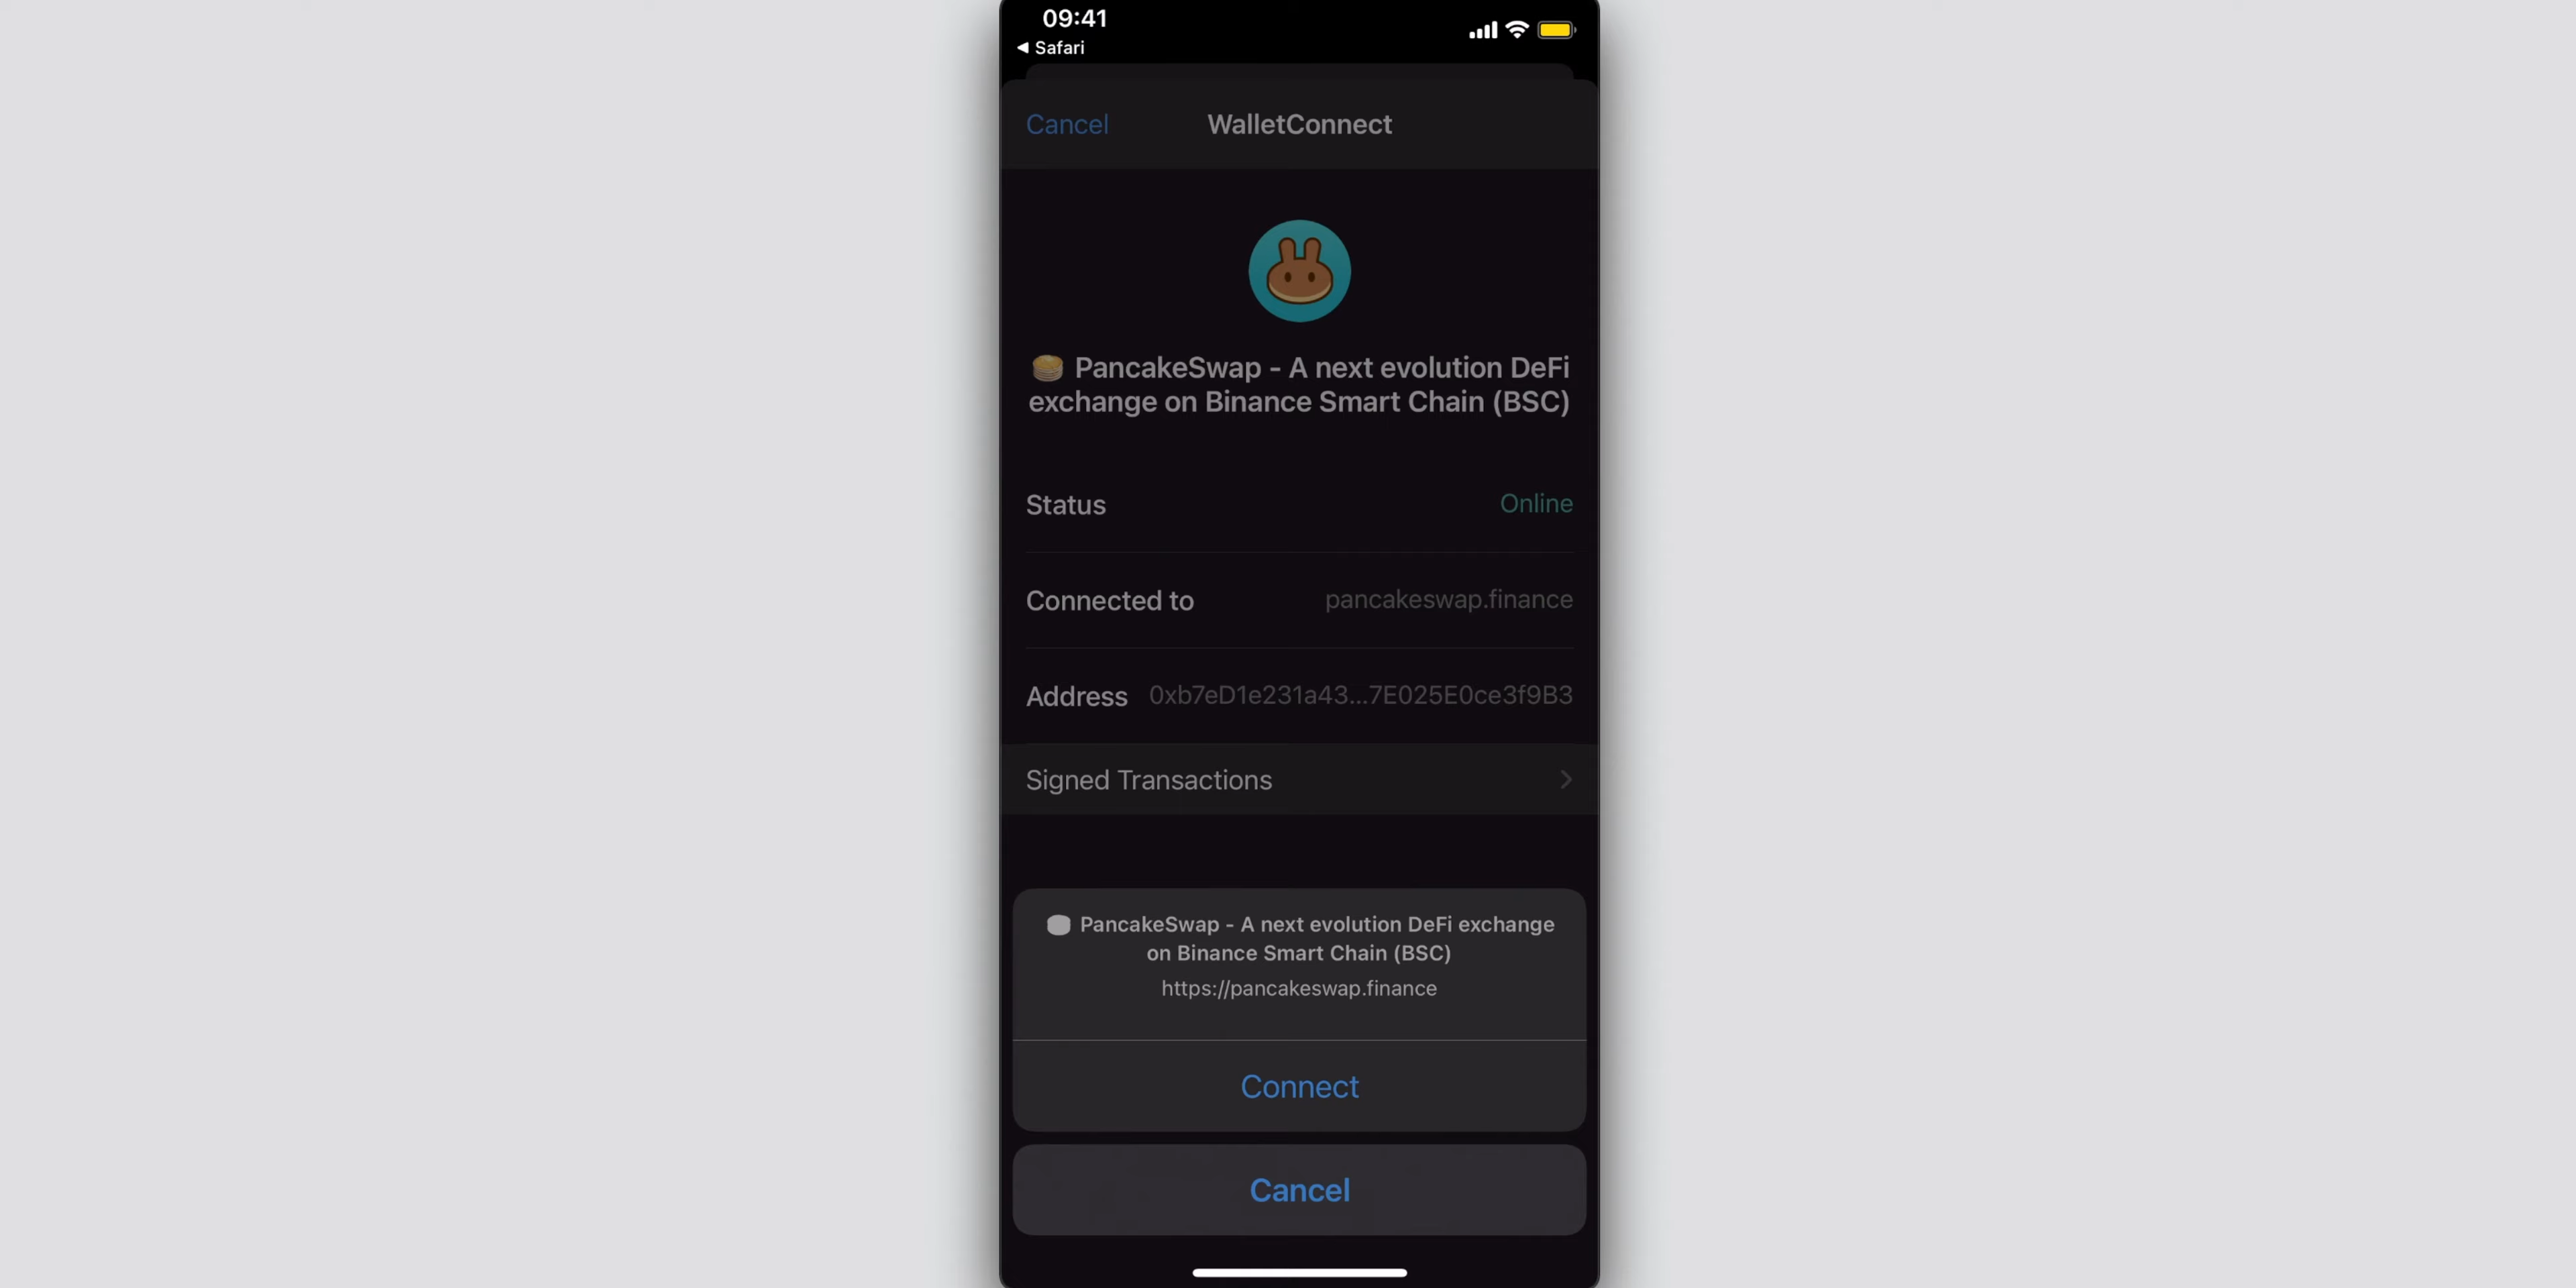 09:41
◀ Safari
Cancel WalletConnect
🥞 PancakeSwap - A next evolution DeFi
exchange on Binance Smart Chain (BSC)
Status Online
Connected to pancakeswap.finance
Address 0xb7eD1e231a43...7E025E0ce3f9B3
Signed Transactions
PancakeSwap - A next evolution DeFi exchange
on Binance Smart Chain (BSC)
https://pancakeswap.finance
Connect
Cancel